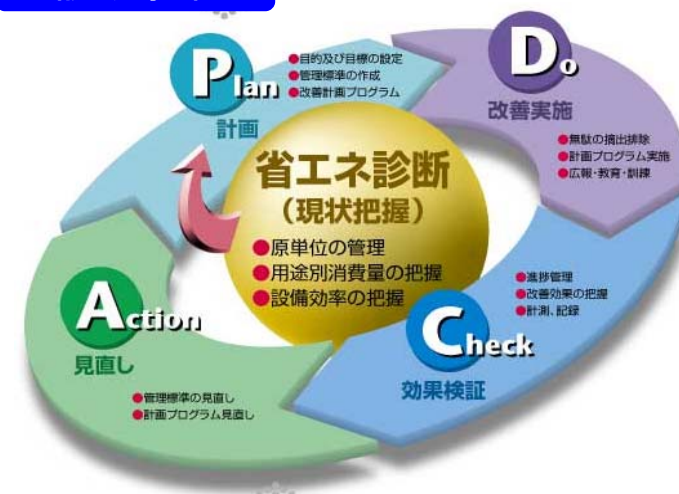 Plan
計画
●目的及び目標の設定
●管理標準の作成
●改善計画プログラム
Do
改善実施
●無駄の摘出排除
●計画プログラム実施
●広報・教育・訓練
省エネ診断
（現状把握）
●原単位の管理
●用途別消費量の把握
●設備効率の把握
Check
効果検証
●進捗管理
●改善効果の把握
●計測、記録
Action
見直し
●管理標準の見直し
●計画プログラム見直し